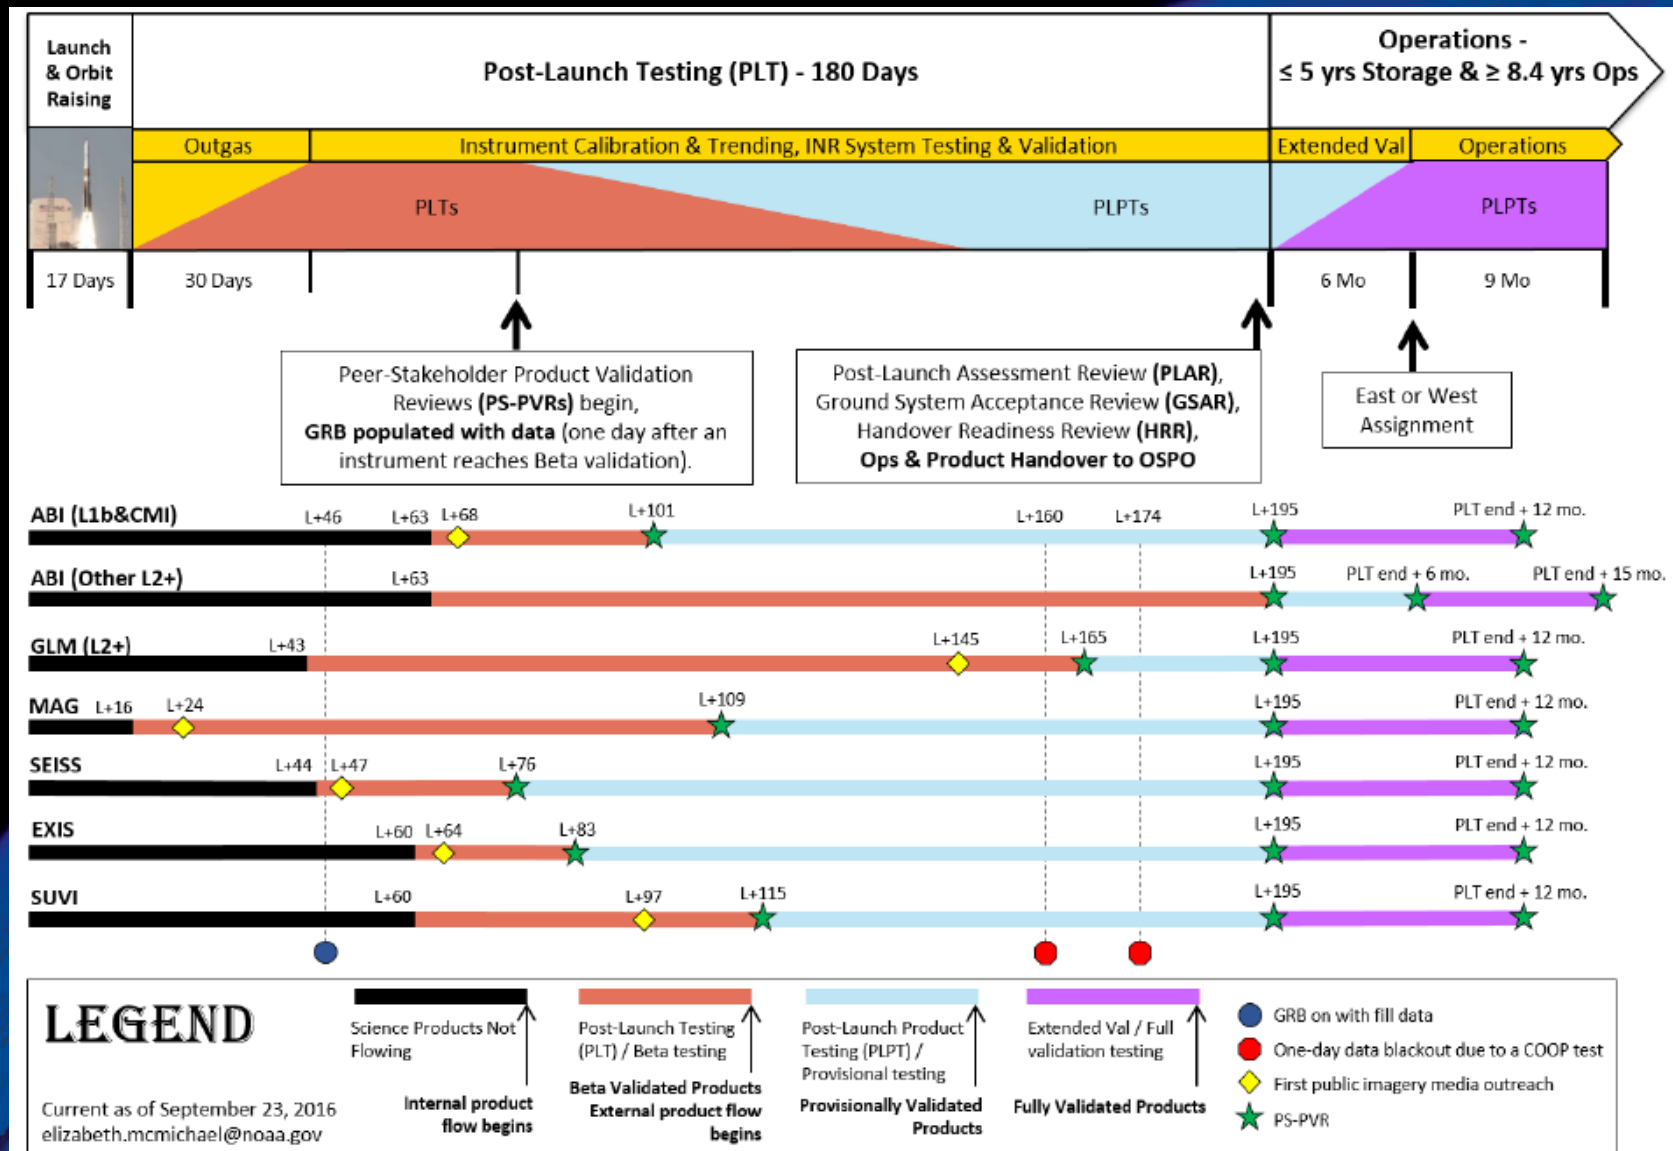 Launch
& Orbit
Raising
Post-Launch Testing (PLT) - 180 Days
Operations -
≤ 5 yrs Storage & ≥ 8.4 yrs Ops
Outgas
Instrument Calibration & Trending, INR System Testing & Validation
Extended Val
Operations
PLTs
PLPTs
PLPTs
17 Days
30 Days
6 Mo
9 Mo
Peer-Stakeholder Product Validation
Reviews (PS-PVRs) begin,
GRB populated with data (one day after an
instrument reaches Beta validation).
Post-Launch Assessment Review (PLAR),
Ground System Acceptance Review (GSAR),
Handover Readiness Review (HRR),
Ops & Product Handover to OSPO
East or West
Assignment
ABI (L1b&CMI)
L+46
L+63
L+68
L+101
L+160
L+174
L+195
PLT end + 12 mo.
ABI (Other L2+)
L+63
L+195
PLT end + 6 mo.
PLT end + 15 mo.
GLM (L2+)
L+43
L+145
L+165
L+195
PLT end + 12 mo.
MAG
L+16
L+24
L+109
L+195
PLT end + 12 mo.
SEISS
L+44
L+47
L+76
L+195
PLT end + 12 mo.
EXIS
L+60
L+64
L+83
L+195
PLT end + 12 mo.
SUVI
L+60
L+97
L+115
L+195
PLT end + 12 mo.
LEGEND
Current as of September 23, 2016
elizabeth.mcmichael@noaa.gov
Science Products Not
Flowing
Internal product
flow begins
Post-Launch Testing
(PLT) / Beta testing
Beta Validated Products
External product flow
begins
Post-Launch Product
Testing (PLPT) /
Provisional testing
Provisionally Validated
Products
Extended Val / Full
validation testing
Fully Validated Products
GRB on with fill data
One-day data blackout due to a COOP test
First public imagery media outreach
PS-PVR